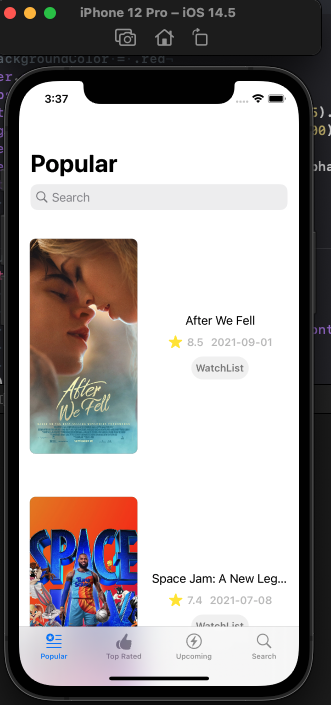 iPhone 12 Pro – iOS 14.5
ackgroundColor = .red
3:37
Popular
Search
After We Fell
8.5 2021-09-01
WatchList
After
We Fell
SPACE
Space Jam: A New Leg...
7.4 2021-07-08
WatchList
Popular
Top Rated
Upcoming
Search